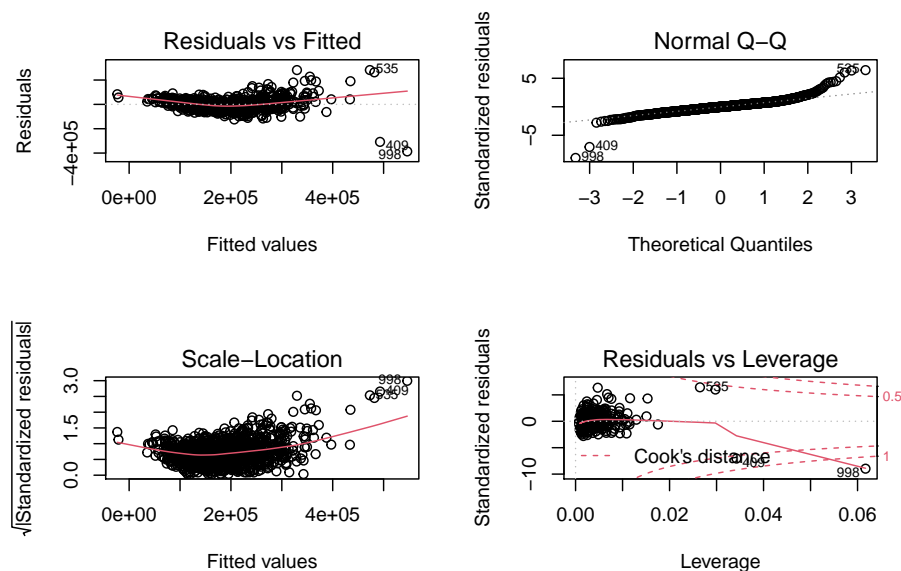 Residuals vs Fitted
Residuals
−4e+05
535
409
998
0e+00 2e+05 4e+05
Fitted values
Normal Q−Q
Standardized residuals
−5 5
535
409
998
−3 −2 −1 0 1 2 3
Theoretical Quantiles
Scale−Location
√|Standardized residuals|
0.0 1.5 3.0
998
409
535
0e+00 2e+05 4e+05
Fitted values
Residuals vs Leverage
Standardized residuals
−10 0
535
0.5
Cook's distance
409
1
998
0.00 0.02 0.04 0.06
Leverage